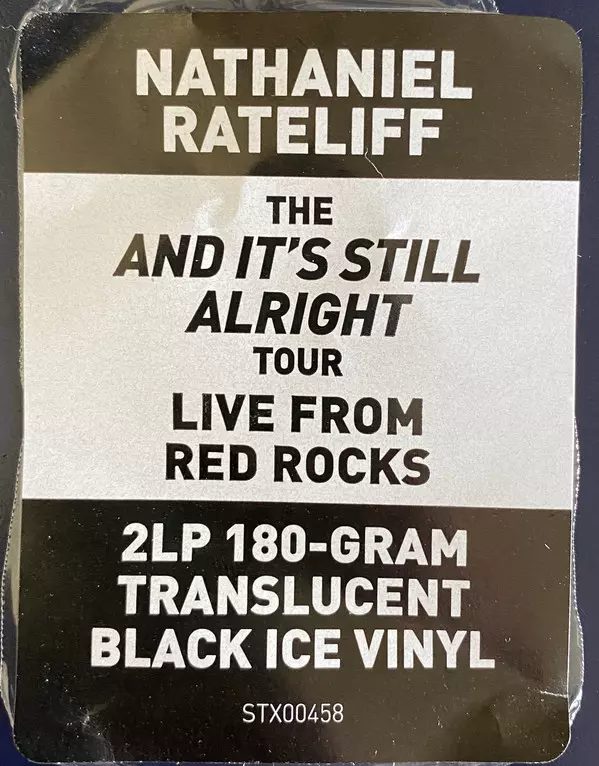 NATHANIEL
RATELIFF
THE
AND IT'S STILL
ALRIGHT
TOUR
LIVE FROM
RED ROCKS
2LP 180-GRAM
TRANSLUCENT
BLACK ICE VINYL
STX00458